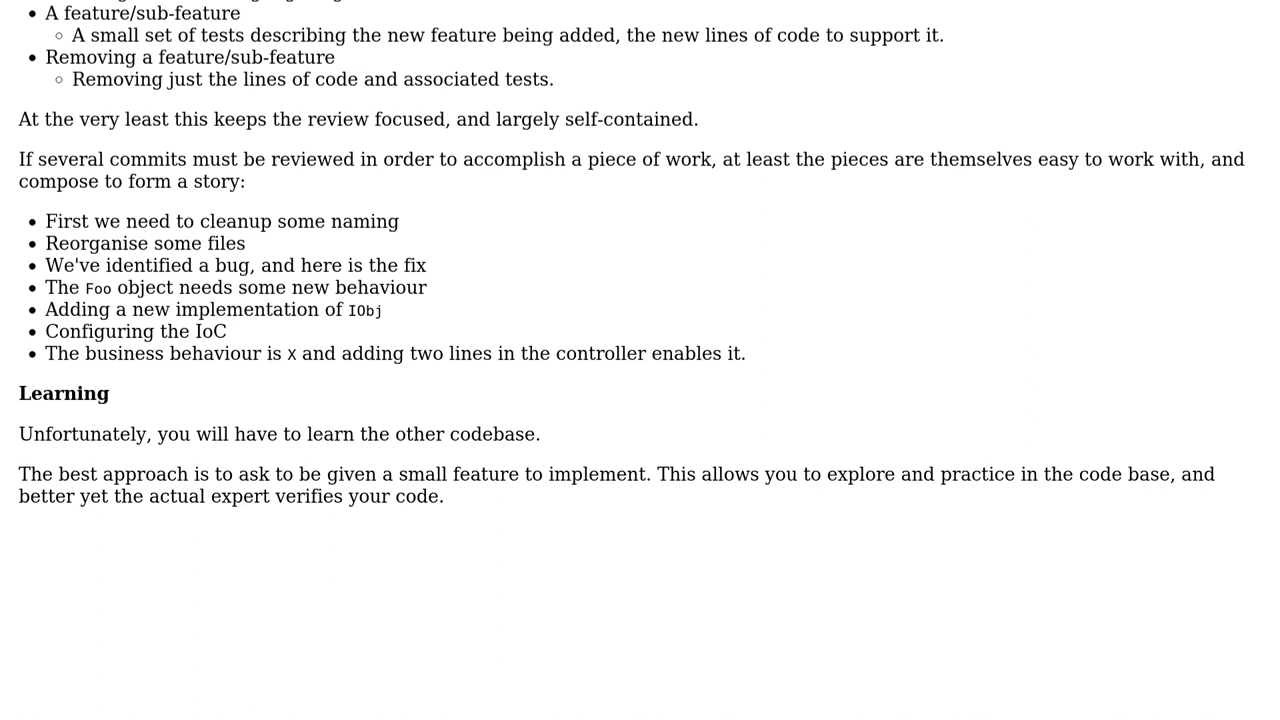 A feature/sub-feature
A small set of tests describing the new feature being added, the new lines of code to support it.
Removing a feature/sub-feature
Removing just the lines of code and associated tests.
At the very least this keeps the review focused, and largely self-contained.
If several commits must be reviewed in order to accomplish a piece of work, at least the pieces are themselves easy to work with, and
compose to form a story:
First we need to cleanup some naming
Reorganise some files
We've identified a bug, and here is the fix
The Foo object needs some new behaviour
Adding a new implementation of IObj
Configuring the IoC
The business behaviour is X and adding two lines in the controller enables it.
Learning
Unfortunately, you will have to learn the other codebase.
The best approach is to ask to be given a small feature to implement. This allows you to explore and practice in the code base, and
better yet the actual expert verifies your code.